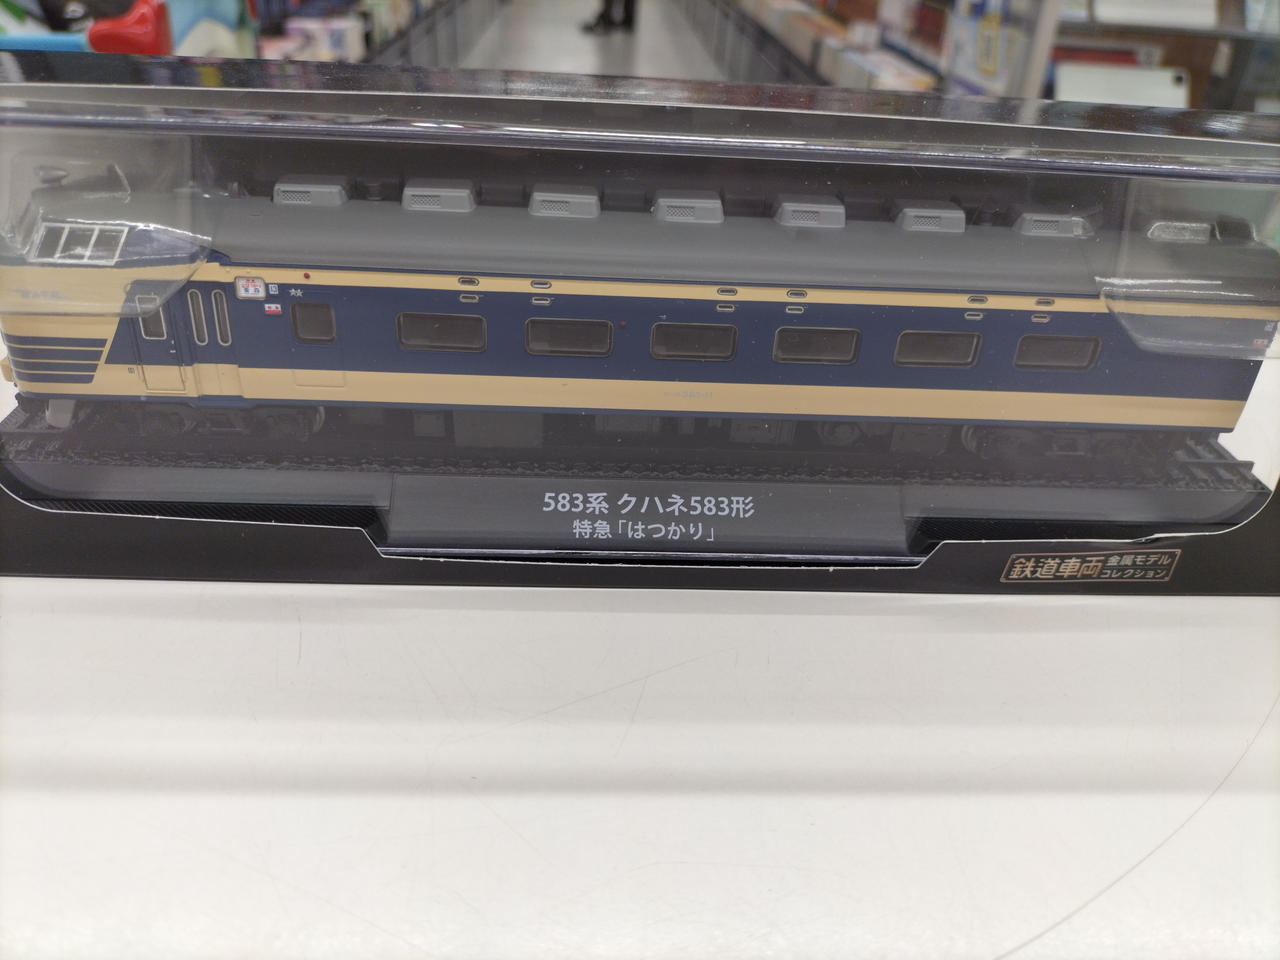 583系 クハネ583形
特急「はつかり」
鉄道車両 金属モデル
コレクション